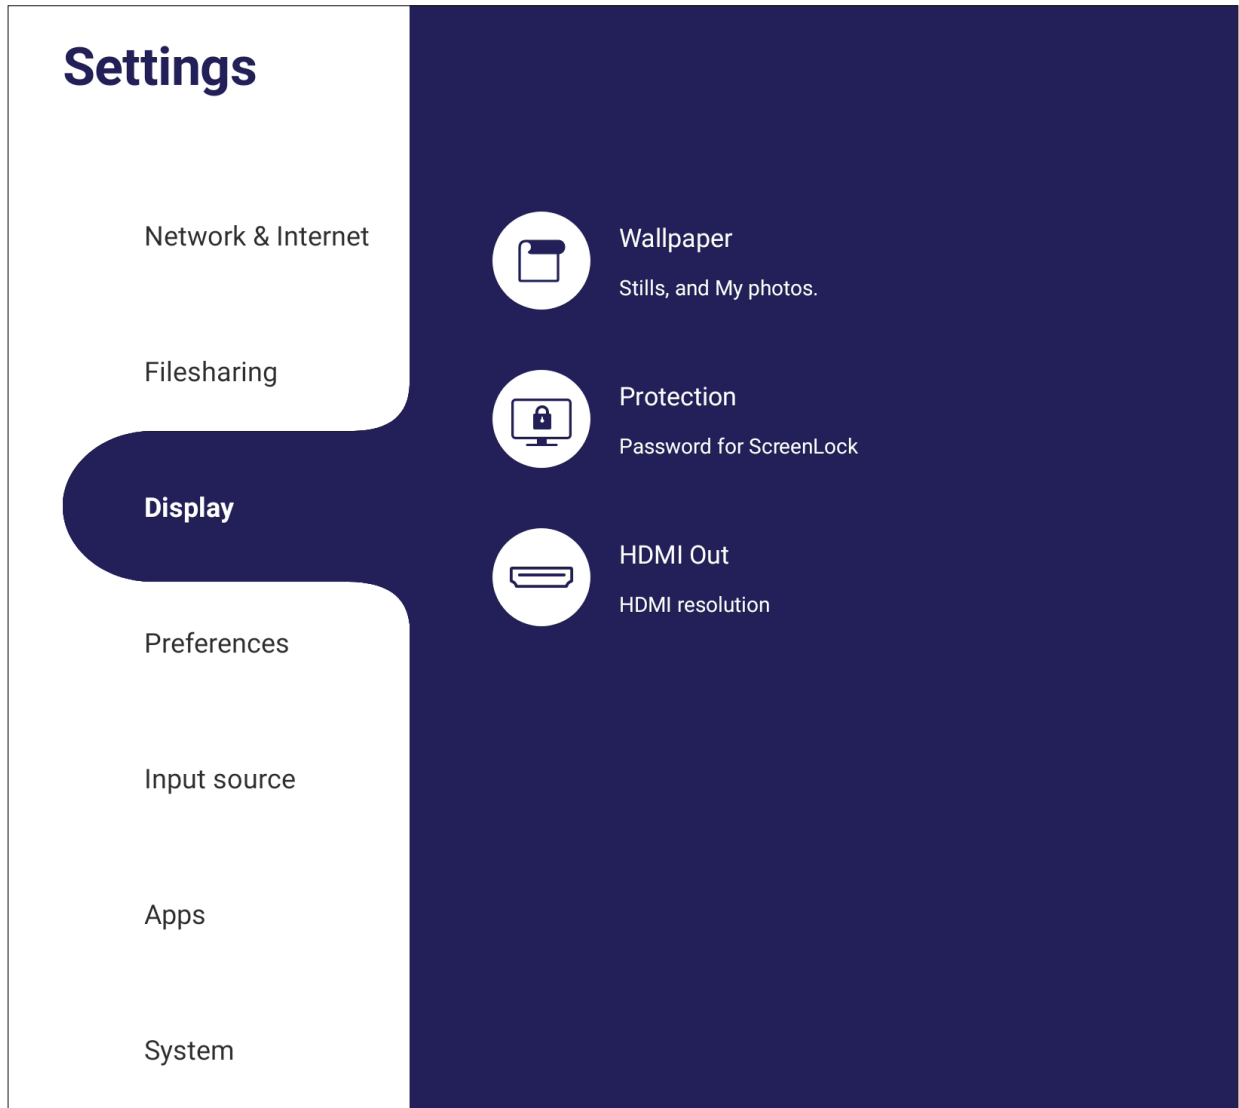 Settings
Network & Internet
Filesharing
Display
Preferences
Input source
Apps
System
Wallpaper
Stills, and My photos.
Protection
Password for ScreenLock
HDMI Out
HDMI resolution